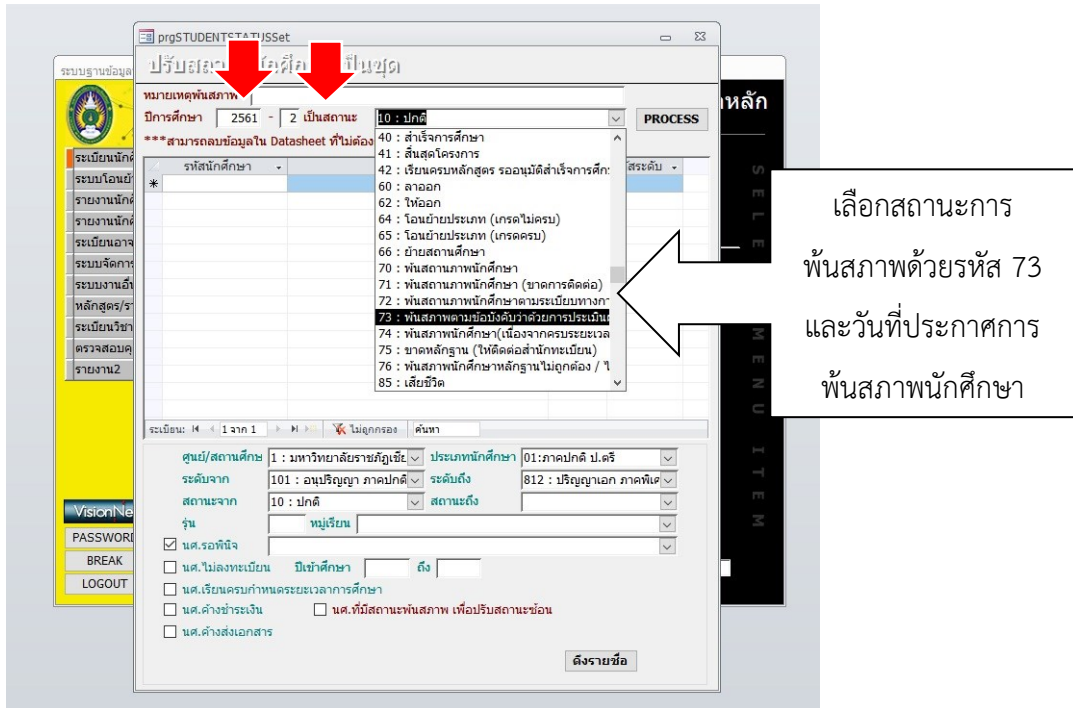 prgSTUDENTSTATUSSet
ระบบฐานข้อมูล
หมายเหตุพ้นสภาพ
ปีการศึกษา 2561 - 2 เป็นสถานะ 10 : ปกติ PROCESS
***สามารถลบข้อมูลใน Datasheet ที่ไม่ต้อง
รหัสนักศึกษา
40 : สำเร็จการศึกษา
41 : สิ้นสุดโครงการ
42 : เรียนครบหลักสูตร รออนุมัติสำเร็จการศึก
60 : ลาออก
62 : ให้ออก
64 : โอนย้ายประเภท (เกรดไม่ครบ)
65 : โอนย้ายประเภท (เกรดครบ)
66 : ย้ายสถานศึกษา
70 : พ้นสถานภาพนักศึกษา
71 : พ้นสถานภาพนักศึกษา (ขาดการติดต่อ)
72 : พ้นสถานภาพนักศึกษาตามระเบียบทางกา
73 : พ้นสภาพตามข้อบังคับว่าด้วยการประเมินผ
74 : พ้นสภาพนักศึกษา(เนื่องจากครบระยะเวล
75 : ขาดหลักฐาน (ให้ติดต่อสำนักทะเบียน)
76 : พ้นสภาพนักศึกษาหลักฐานไม่ถูกต้อง / ไ
85 : เสียชีวิต
ระเบียน: 1 จาก 1 ไม่ถูกกรอง ค้นหา
ศูนย์/สถานศึกษ 1 : มหาวิทยาลัยราชภัฏเชีย ประเภทนักศึกษา 01:ภาคปกติ ป.ตรี
ระดับจาก 101 : อนุปริญญา ภาคปกติ ระดับถึง 812 : ปริญญาเอก ภาคพิเศ
สถานะจาก 10 : ปกติ สถานะถึง
รุ่น หมู่เรียน
นศ.รอพินิจ
นศ.ไม่ลงทะเบียน ปีเข้าศึกษา ถึง
นศ.เรียนครบกำหนดระยะเวลาการศึกษา
นศ.ค้างชำระเงิน นศ.ที่มีสถานะพ้นสภาพ เพื่อปรับสถานะซ้อน
นศ.ค้างส่งเอกสาร
ดึงรายชื่อ
ระเบียนนักศ
ระบบโอนย้า
รายงานนักศ
รายงานนักศ
ระเบียนอาจ
ระบบจัดการ
ระบบงานอื่น
หลักสูตร/รา
ระเบียนวิชา
ตรวจสอบคุ
รายงาน2
VisionNe
PASSWORD
BREAK
LOGOUT
าหลัก
เลือกสถานะการ
พ้นสภาพด้วยรหัส 73
และวันที่ประกาศการ
พ้นสภาพนักศึกษา